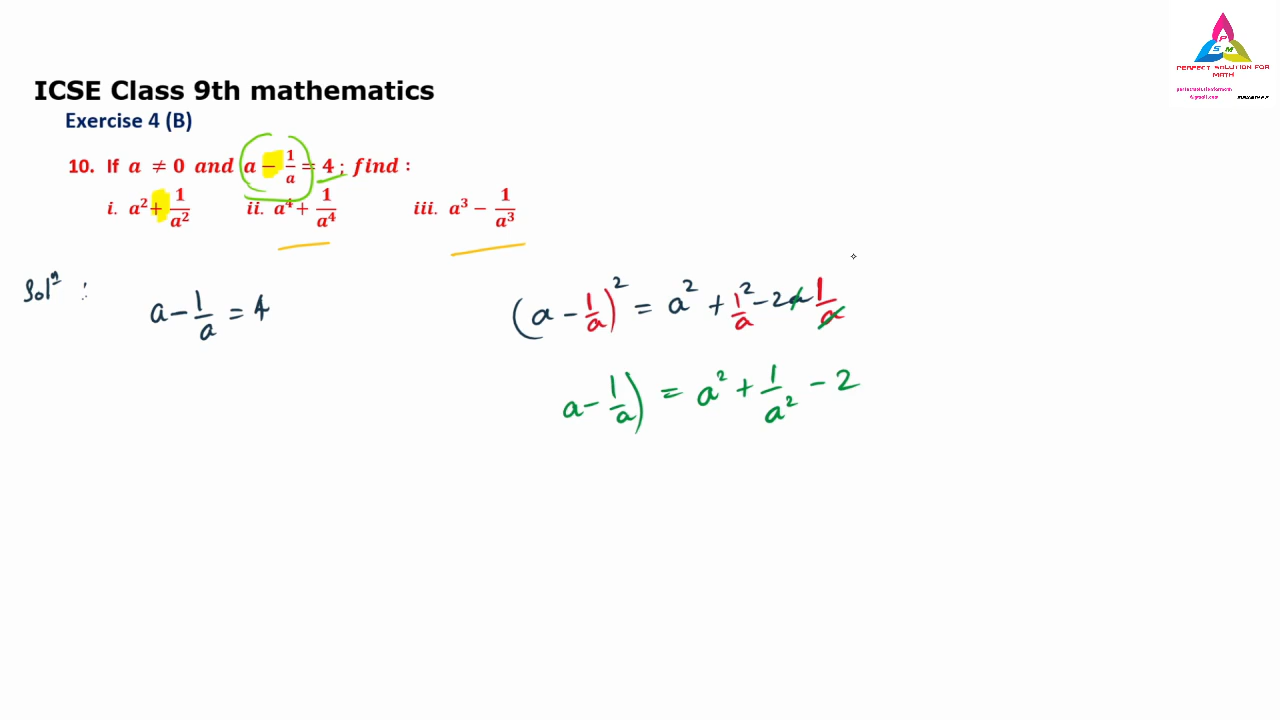 P
S M
PERFECT SOLUTION FOR
MATH
ICSE Class 9th mathematics
Exercise 4 (B)
10. If a ≠ 0 and a − 1/a = 4 ; find :
i. a² + 1/a² ii. a⁴ + 1/a⁴ iii. a³ − 1/a³
Solⁿ :
a − 1/a = 4
(a − 1/a)² = a² + 1²/a − 2a 1/a
a − 1/a) = a² + 1/a² − 2